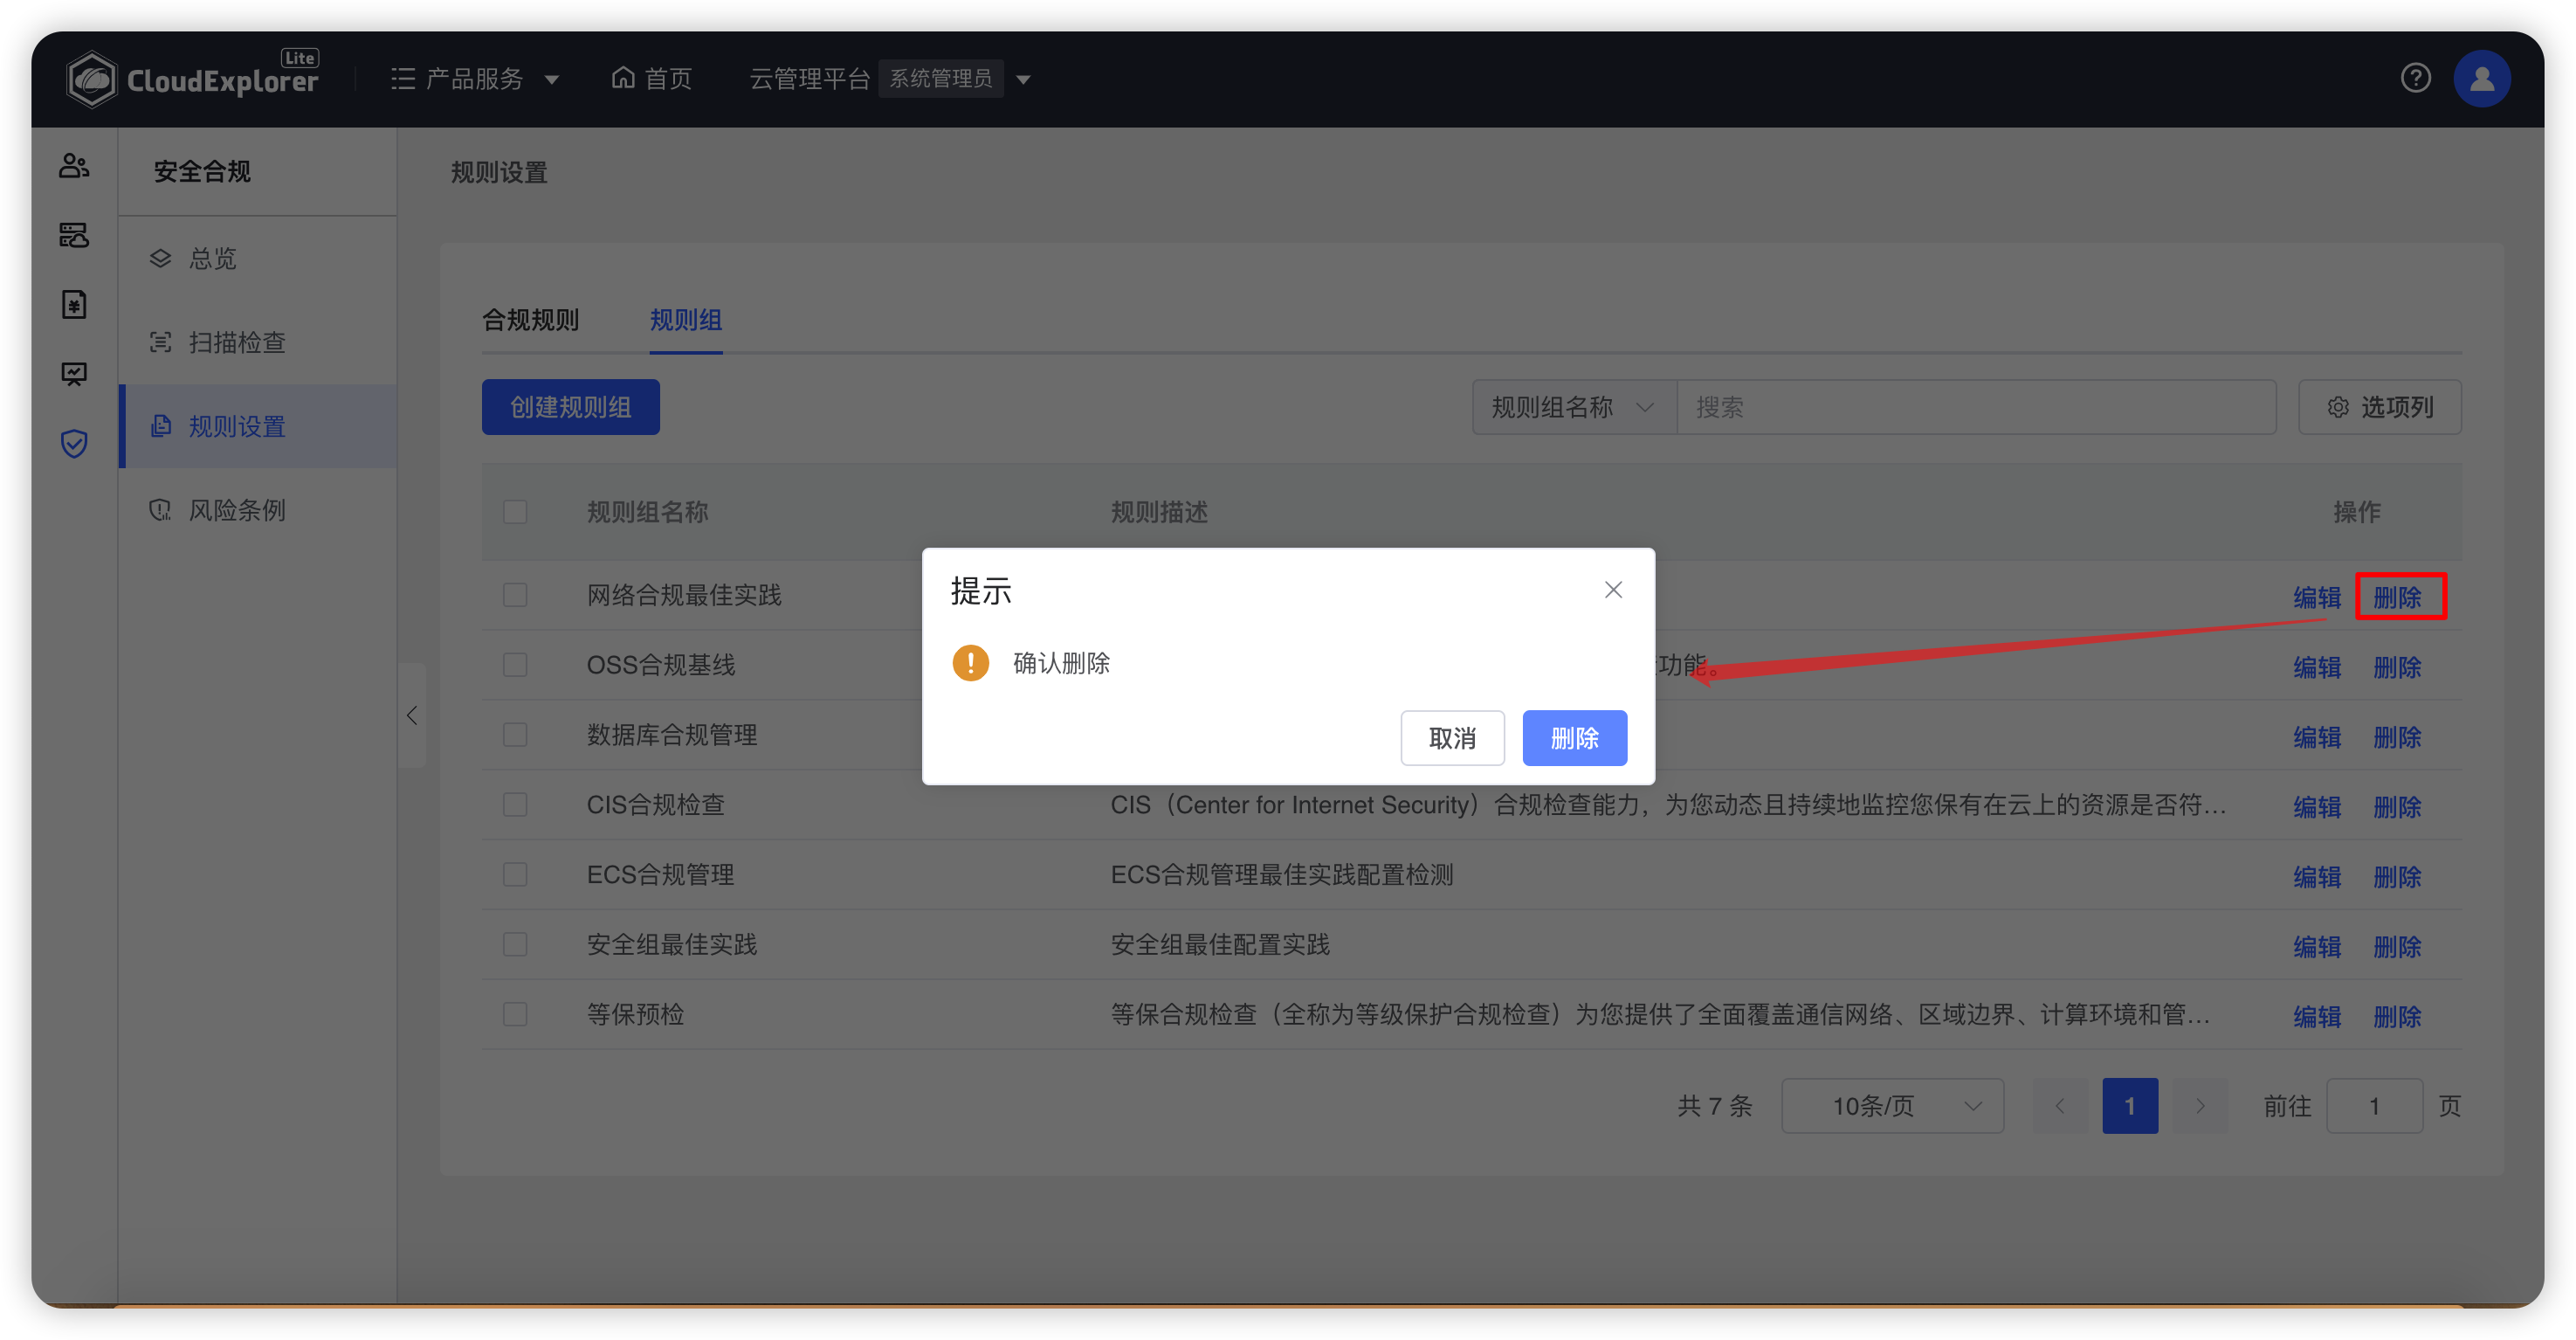 CloudExplorer Lite 产品服务 首页 云管理平台 系统管理员
安全合规
总览
扫描检查
规则设置
风险条例
规则设置
合规规则 规则组
创建规则组 规则组名称 搜索 选项列
规则组名称 规则描述 操作
网络合规最佳实践 编辑 删除
OSS合规基线 功能。 编辑 删除
数据库合规管理 编辑 删除
CIS合规检查 CIS（Center for Internet Security）合规检查能力，为您动态且持续地监控您保有在云上的资源是否符... 编辑 删除
ECS合规管理 ECS合规管理最佳实践配置检测 编辑 删除
安全组最佳实践 安全组最佳配置实践 编辑 删除
等保预检 等保合规检查（全称为等级保护合规检查）为您提供了全面覆盖通信网络、区域边界、计算环境和管... 编辑 删除
共 7 条 10条/页 1 前往 1 页
提示
确认删除
取消 删除